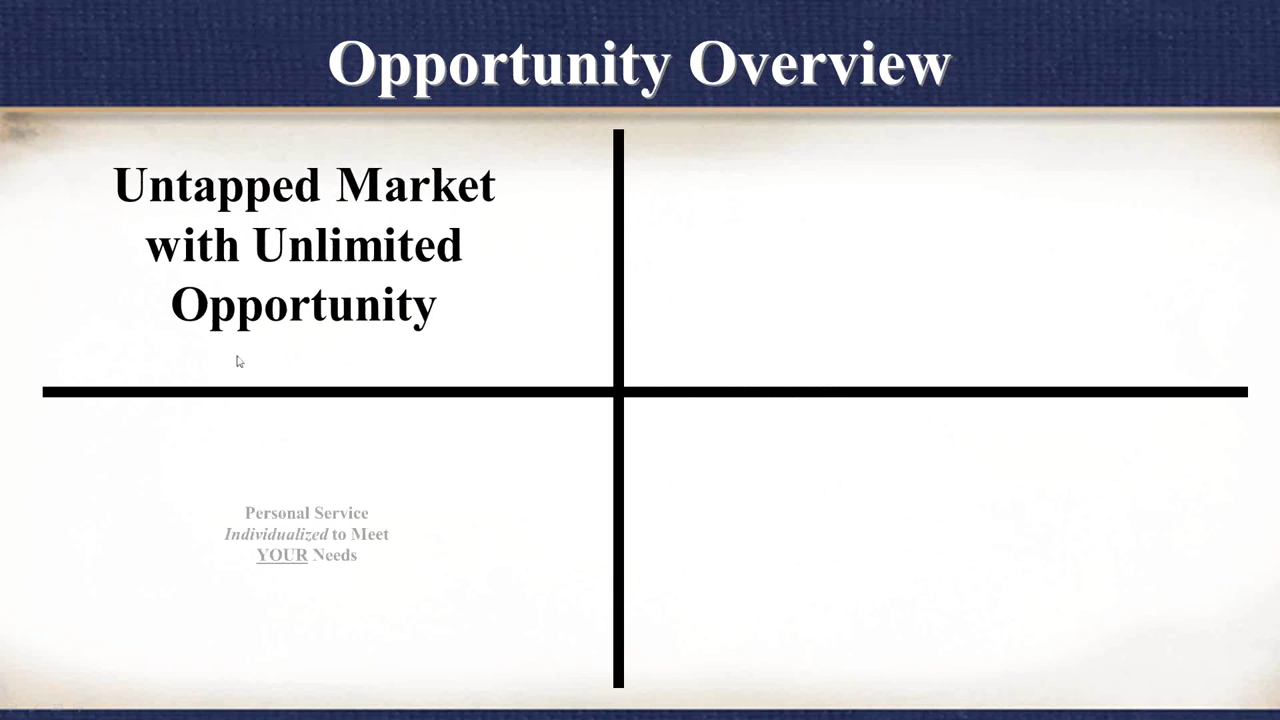 Opportunity Overview
Untapped Market
with Unlimited
Opportunity
Personal Service
Individualized to Meet
YOUR Needs